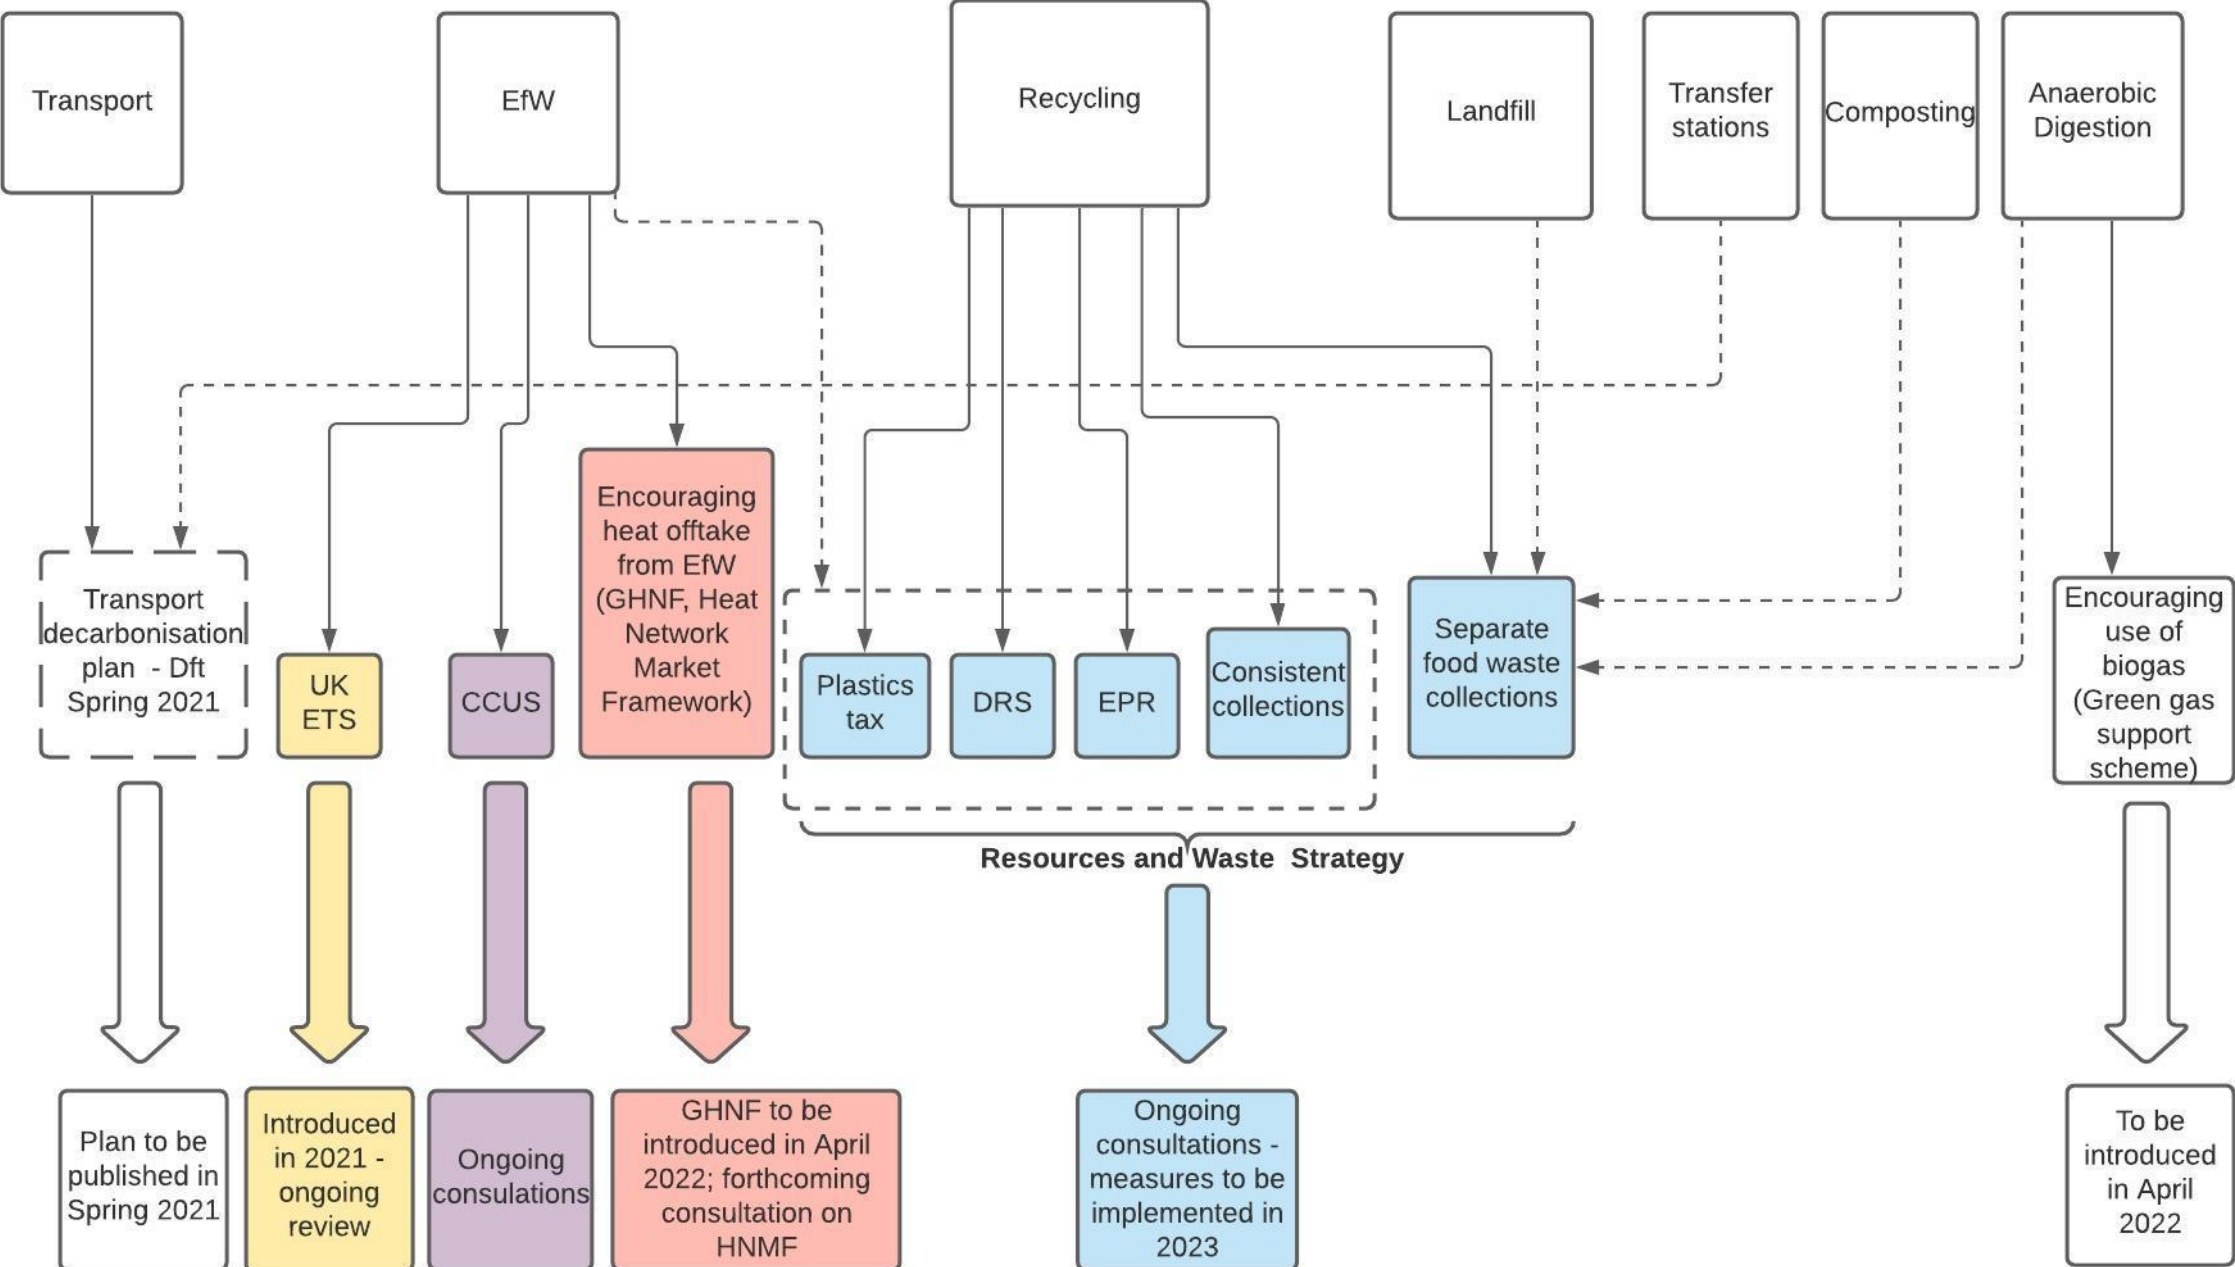 Transport
EfW
Recycling
Landfill
Transfer
stations
Composting
Anaerobic
Digestion
Transport
decarbonisation
plan - Dft
Spring 2021
UK
ETS
CCUS
Encouraging
heat offtake
from EfW
(GHNF, Heat
Network
Market
Framework)
Plastics
tax
DRS
EPR
Consistent
collections
Separate
food waste
collections
Encouraging
use of
biogas
(Green gas
support
scheme)
Resources and Waste Strategy
Plan to be
published in
Spring 2021
Introduced
in 2021 -
ongoing
review
Ongoing
consulations
GHNF to be
introduced in April
2022; forthcoming
consultation on
HNMF
Ongoing
consultations -
measures to be
implemented in
2023
To be
introduced
in April
2022